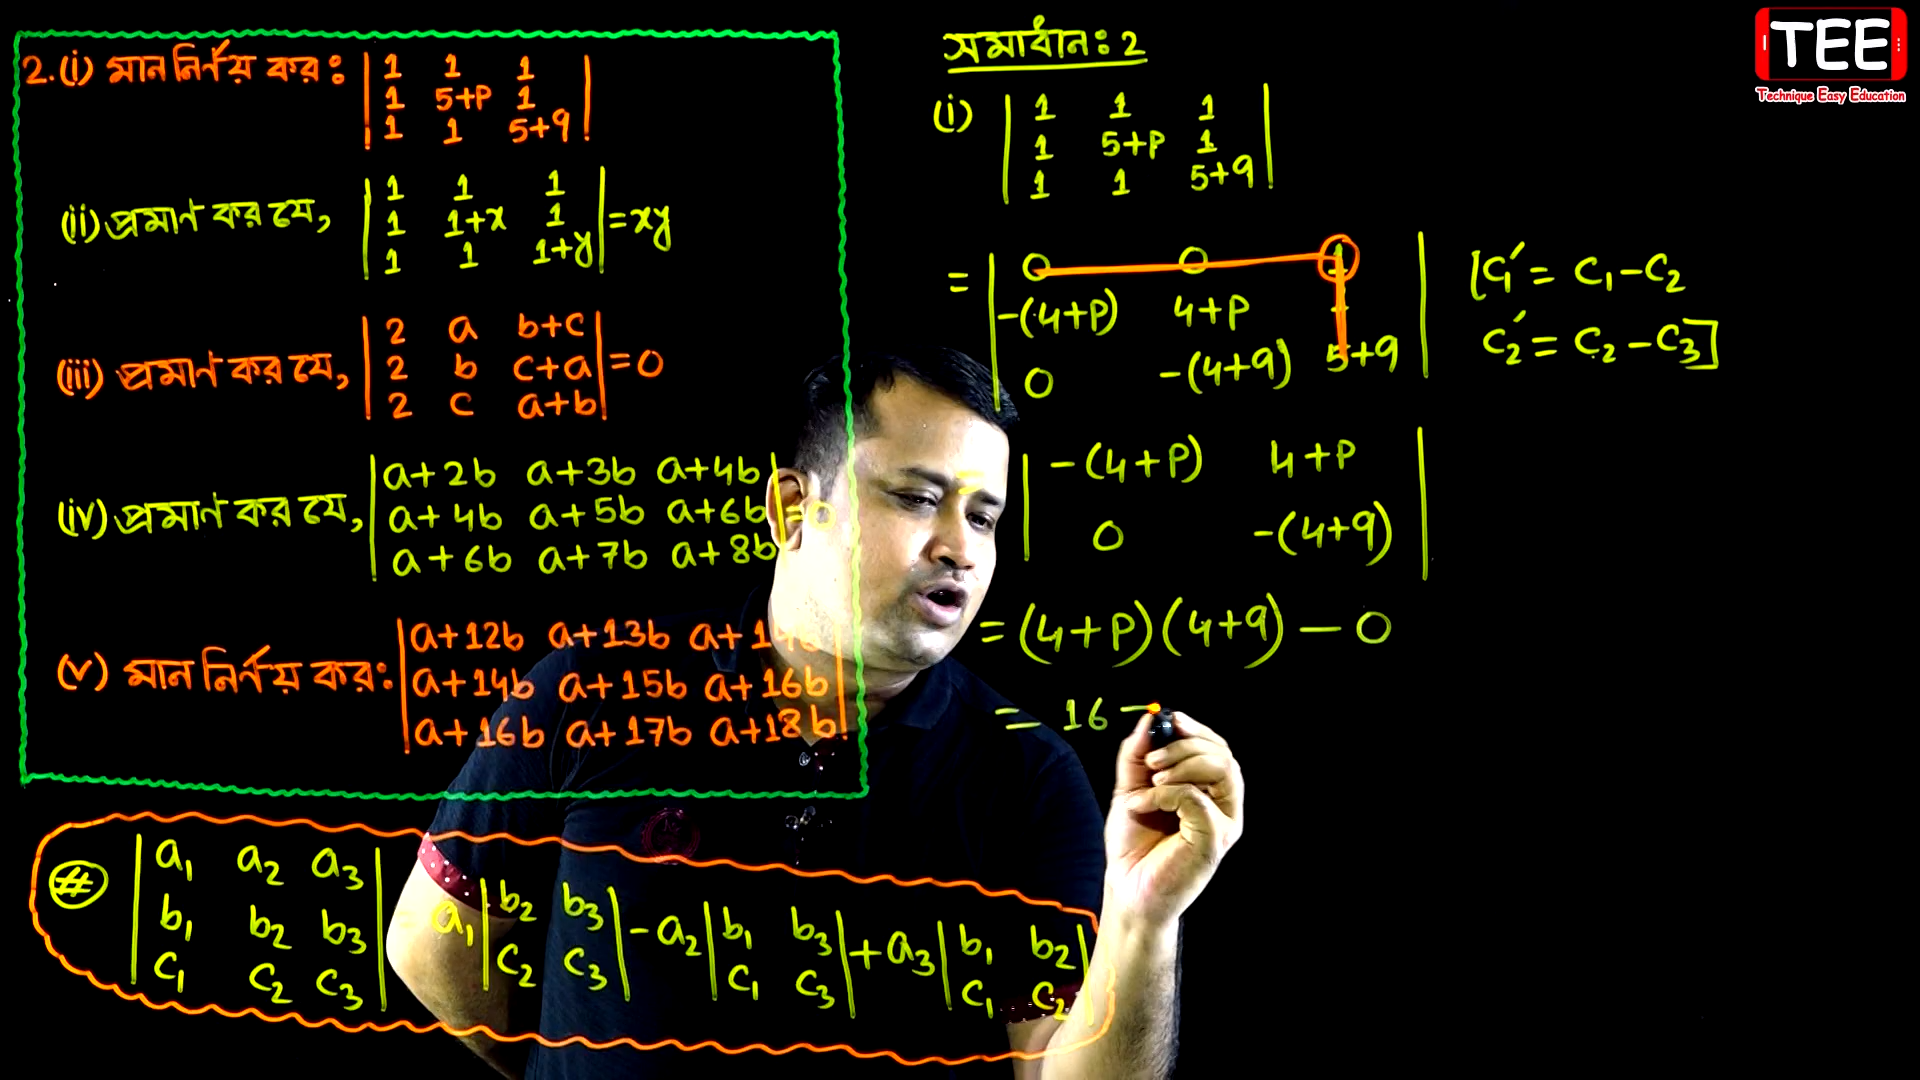 2.(i) মান নির্ণয় কর: | 1 1 1 |
| 1 5+p 1 |
| 1 1 5+q |
(ii) প্রমাণ কর যে, | 1 1 1 |
| 1 1+x 1 | = xy
| 1 1 1+y |
(iii) প্রমাণ কর যে, | 2 a b+c |
| 2 b c+a | = 0
| 2 c a+b |
(iv) প্রমাণ কর যে, | a+2b a+3b a+4b |
| a+4b a+5b a+6b | = 0
| a+6b a+7b a+8b |
(v) মান নির্ণয় কর: | a+12b a+13b a+14b |
| a+14b a+15b a+16b |
| a+16b a+17b a+18b |
# | a₁ a₂ a₃ |
| b₁ b₂ b₃ | = a₁ | b₂ b₃ | - a₂ | b₁ b₃ | + a₃ | b₁ b₂ |
| c₁ c₂ c₃ | | c₂ c₃ | | c₁ c₃ | | c₁ c₂ |
সমাধান: 2
(i) | 1 1 1 |
| 1 5+p 1 |
| 1 1 5+q |
= | 0 0 1 | [c₁′ = c₁-c₂
| -(4+p) 4+p | c₂′ = c₂-c₃]
| 0 -(4+q) 5+q |
| -(4+p) 4+p |
| 0 -(4+q) |
= (4+p)(4+q) - 0
= 16
TEE
Technique Easy Education